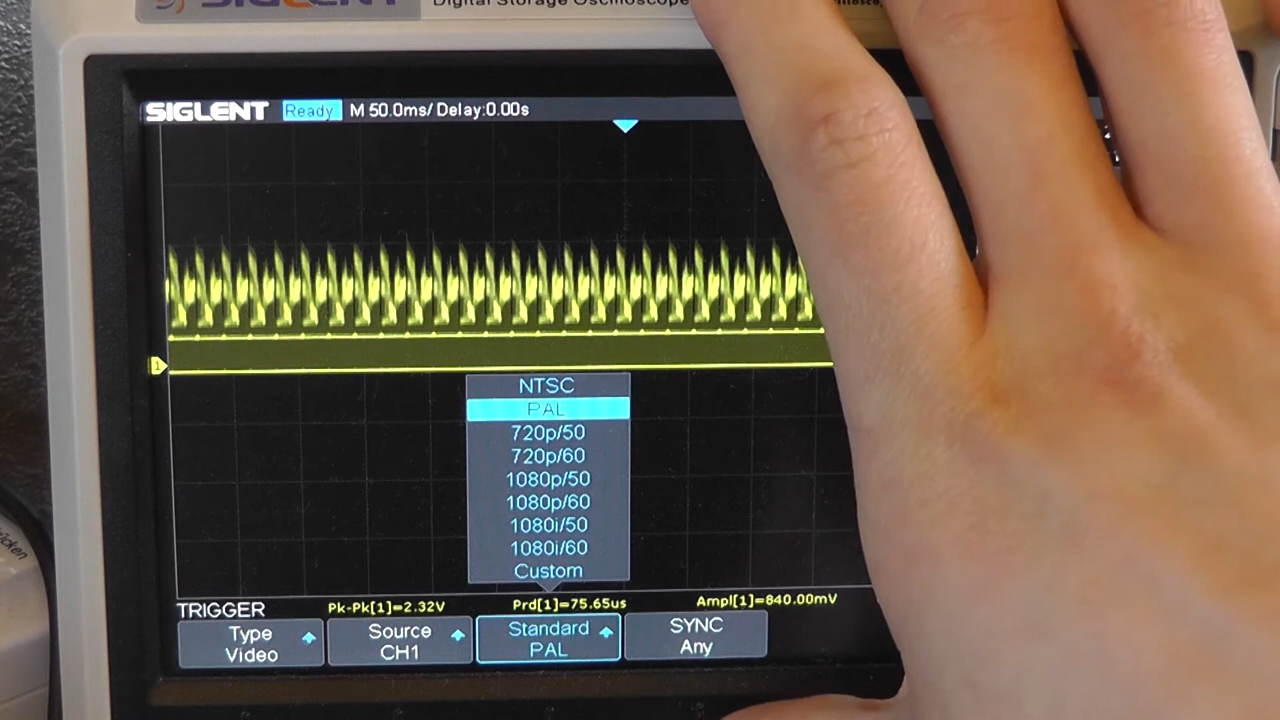 SIGLENT
Digital Storage Oscilloscope
SIGLENT Ready M 50.0ms/ Delay:0.00s
1
NTSC
PAL
720p/50
720p/60
1080p/50
1080p/60
1080i/50
1080i/60
Custom
TRIGGER Pk-Pk[1]=2.32V Prd[1]=75.65us Ampl[1]=840.00mV
Type Source Standard SYNC
Video CH1 PAL Any